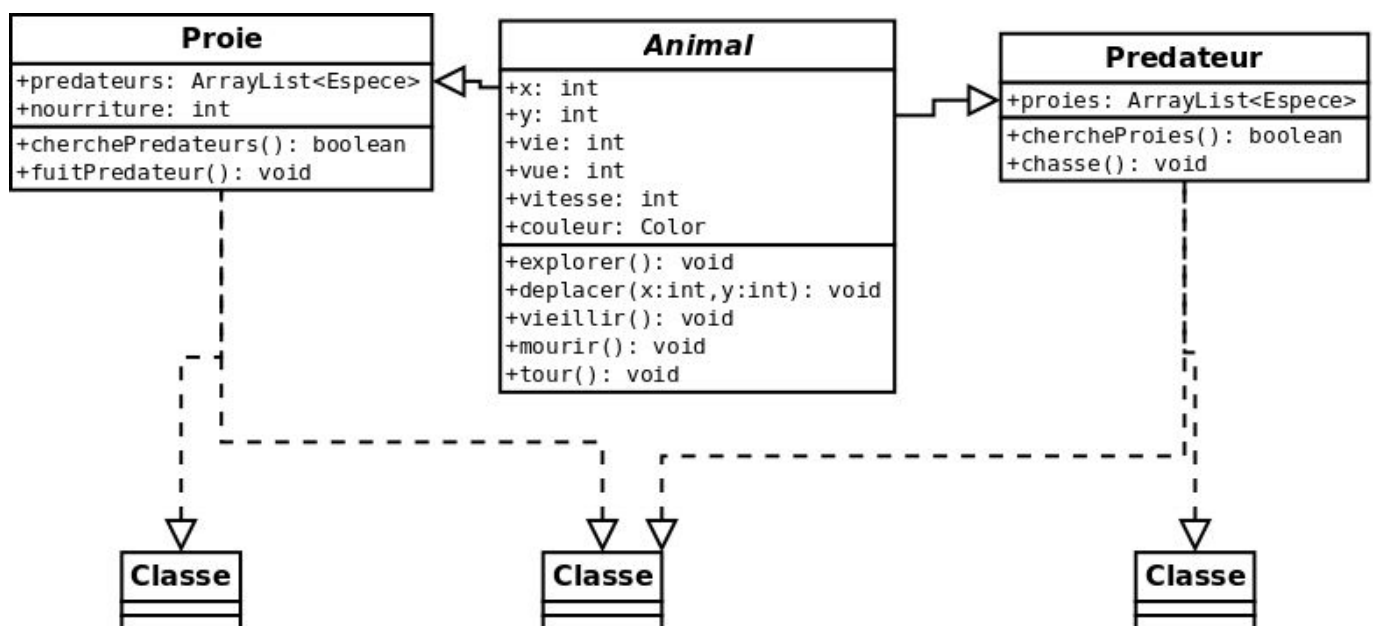 Proie
+predateurs: ArrayList<Espece>
+nourriture: int
+cherchePredateurs(): boolean
+fuitPredateur(): void
Animal
+x: int
+y: int
+vie: int
+vue: int
+vitesse: int
+couleur: Color
+explorer(): void
+deplacer(x:int,y:int): void
+vieillir(): void
+mourir(): void
+tour(): void
Predateur
+proies: ArrayList<Espece>
+chercheProies(): boolean
+chasse(): void
Classe
Classe
Classe